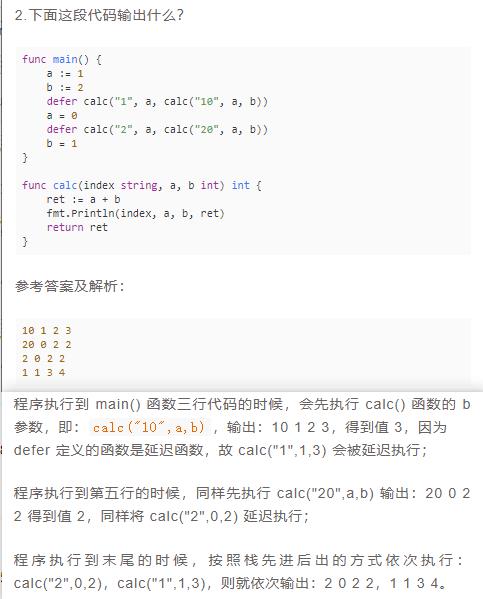 2.下面这段代码输出什么？
func main() {
    a := 1
    b := 2
    defer calc("1", a, calc("10", a, b))
    a = 0
    defer calc("2", a, calc("20", a, b))
    b = 1
}
func calc(index string, a, b int) int {
    ret := a + b
    fmt.Println(index, a, b, ret)
    return ret
}
参考答案及解析：
10 1 2 3
20 0 2 2
2 0 2 2
1 1 3 4
程序执行到 main() 函数三行代码的时候，会先执行 calc() 函数的 b
参数，即：calc("10",a,b)，输出：10 1 2 3，得到值 3，因为
defer 定义的函数是延迟函数，故 calc("1",1,3) 会被延迟执行；
程序执行到第五行的时候，同样先执行 calc("20",a,b) 输出：20 0 2
2 得到值 2，同样将 calc("2",0,2) 延迟执行；
程序执行到末尾的时候，按照栈先进后出的方式依次执行：
calc("2",0,2)，calc("1",1,3)，则就依次输出：2 0 2 2，1 1 3 4。